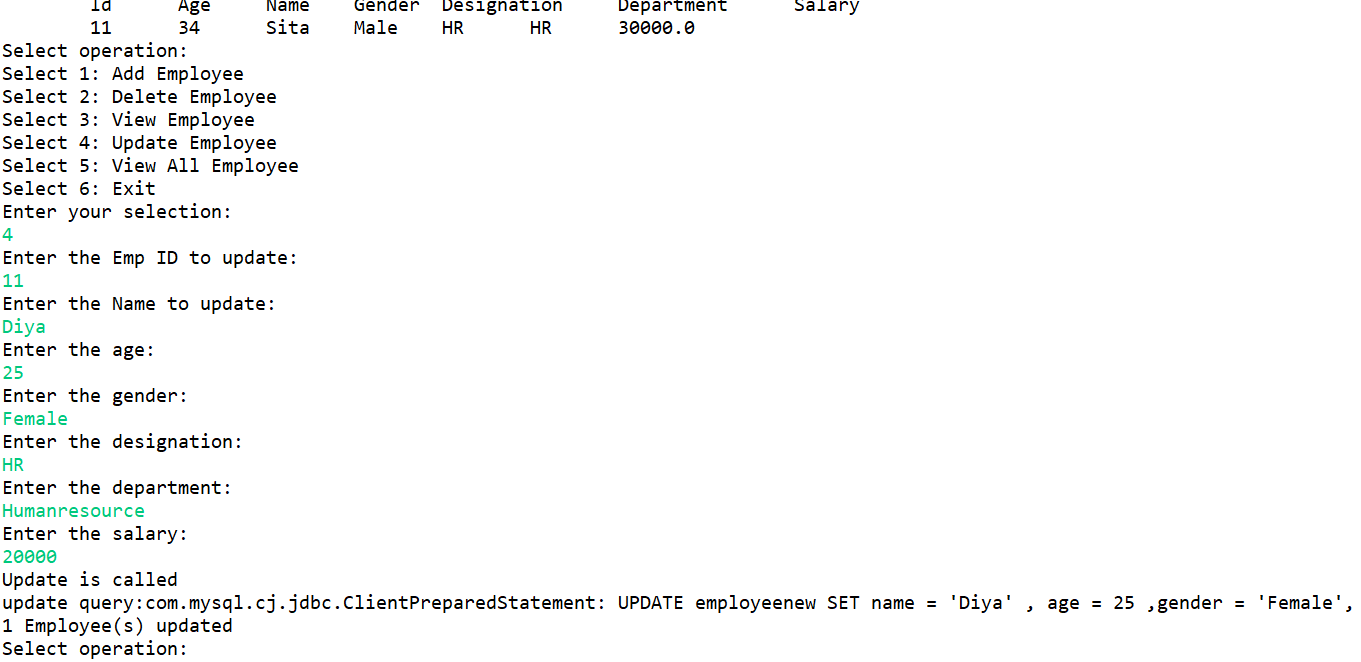 Id Age Name Gender Designation Department Salary
11 34 Sita Male HR HR 30000.0
Select operation:
Select 1: Add Employee
Select 2: Delete Employee
Select 3: View Employee
Select 4: Update Employee
Select 5: View All Employee
Select 6: Exit
Enter your selection:
4
Enter the Emp ID to update:
11
Enter the Name to update:
Diya
Enter the age:
25
Enter the gender:
Female
Enter the designation:
HR
Enter the department:
Humanresource
Enter the salary:
20000
Update is called
update query:com.mysql.cj.jdbc.ClientPreparedStatement: UPDATE employeenew SET name = 'Diya' , age = 25 ,gender = 'Female',
1 Employee(s) updated
Select operation: